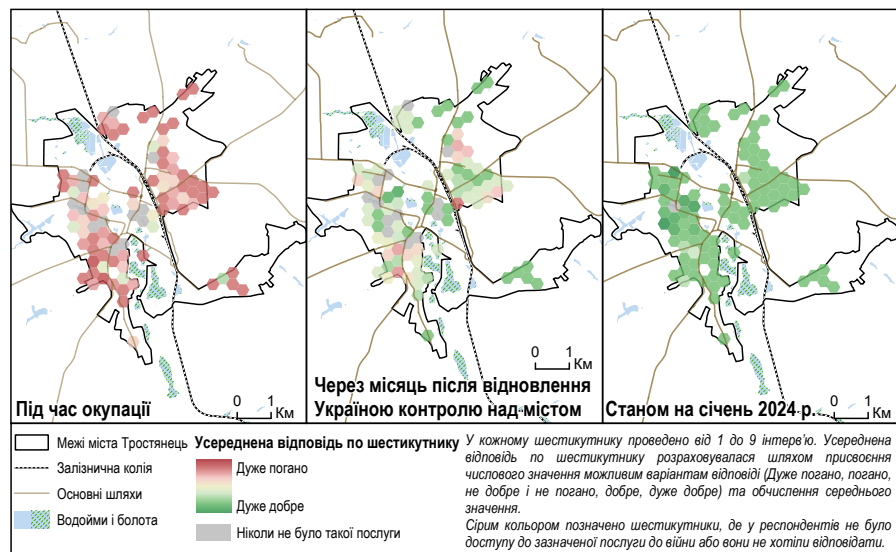 0 1
Км
Під час окупації
0 1
Км
Через місяць після відновлення
Україною контролю над містом
0 1
Км
Станом на січень 2024 р.
Межі міста Тростянець
Залізнична колія
Основні шляхи
Водойми і болота
Усереднена відповідь по шестикутнику
Дуже погано
Дуже добре
Ніколи не було такої послуги
У кожному шестикутнику проведено від 1 до 9 інтерв'ю. Усереднена
відповідь по шестикутнику розраховувалася шляхом присвоєння
числового значення можливим варіантам відповіді (Дуже погано, погано,
не добре і не погано, добре, дуже добре) та обчислення середнього
значення.
Сірим кольором позначено шестикутники, де у респондентів не було
доступу до зазначеної послуги до війни або вони не хотіли відповідати.